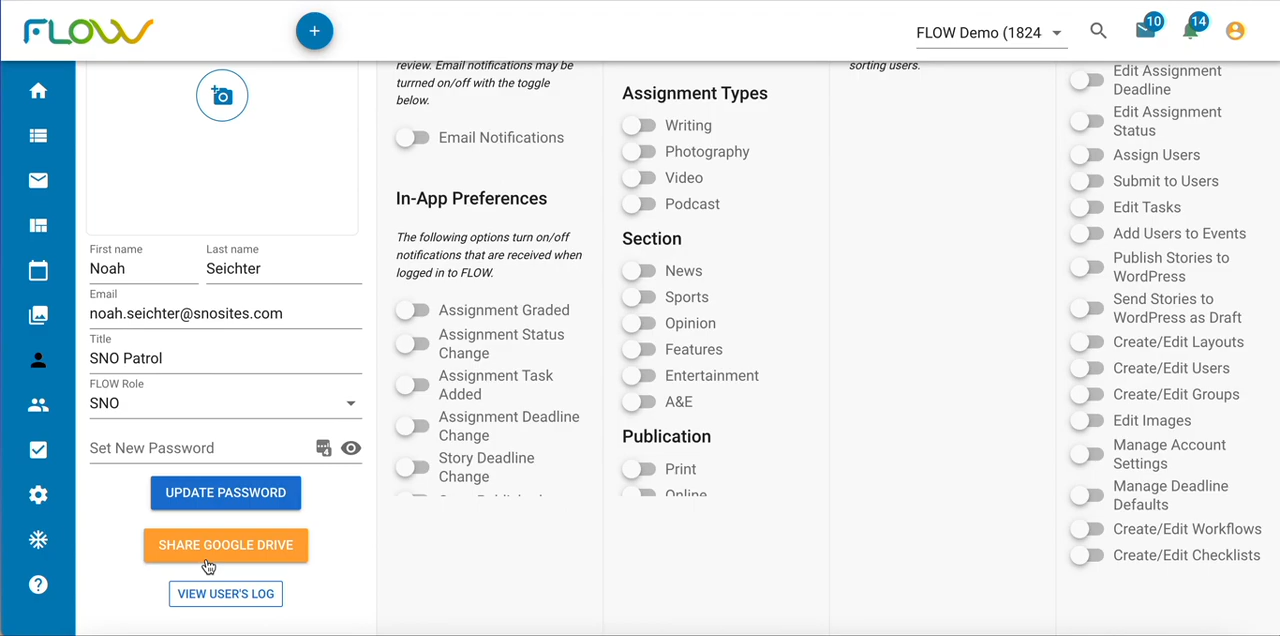 FLOW
+
FLOW Demo (1824
10
14
First name
Noah
Last name
Seichter
Email
noah.seichter@snosites.com
Title
SNO Patrol
FLOW Role
SNO
Set New Password
4
UPDATE PASSWORD
SHARE GOOGLE DRIVE
VIEW USER'S LOG
?
review. Email notifications may be
turrned on/off with the toggle
below.
Email Notifications
In-App Preferences
The following options turn on/off
notifications that are received when
logged in to FLOW.
Assignment Graded
Assignment Status
Change
Assignment Task
Added
Assignment Deadline
Change
Story Deadline
Change
Assignment Types
Writing
Photography
Video
Podcast
Section
News
Sports
Opinion
Features
Entertainment
A&E
Publication
Print
Online
sorting users.
Edit Assignment
Deadline
Edit Assignment
Status
Assign Users
Submit to Users
Edit Tasks
Add Users to Events
Publish Stories to
WordPress
Send Stories to
WordPress as Draft
Create/Edit Layouts
Create/Edit Users
Create/Edit Groups
Edit Images
Manage Account
Settings
Manage Deadline
Defaults
Create/Edit Workflows
Create/Edit Checklists